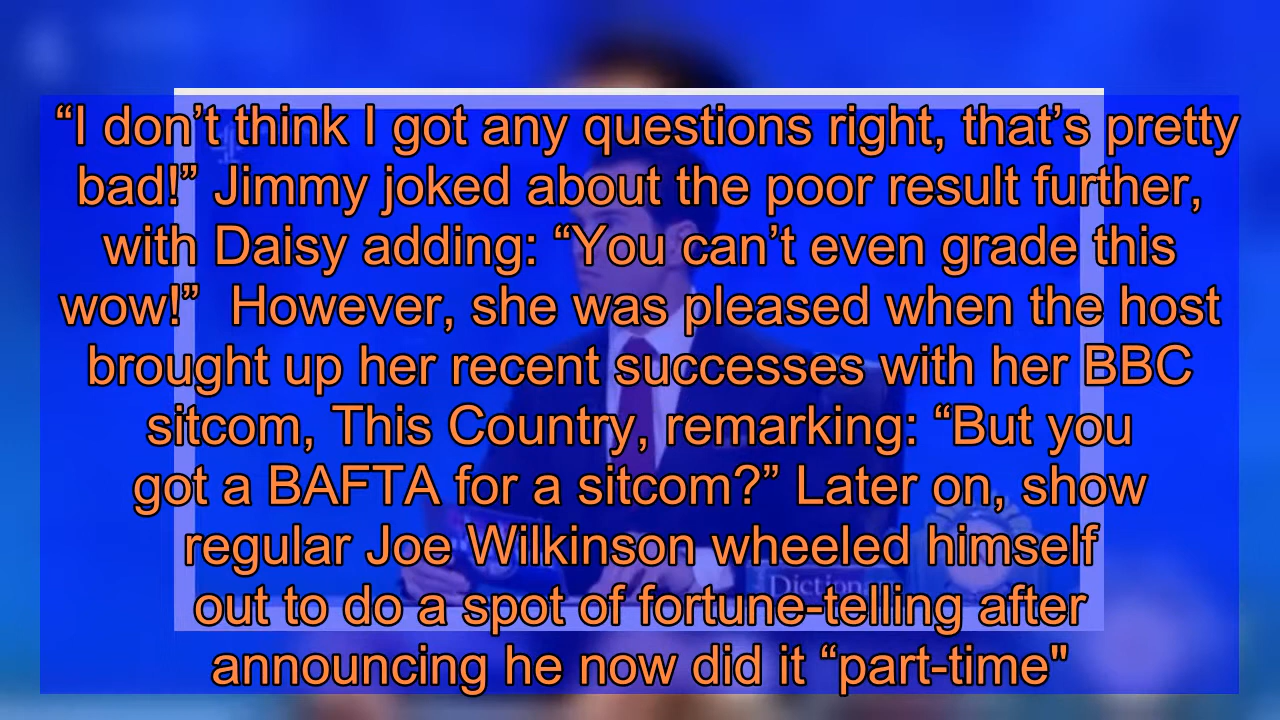 “I don’t think I got any questions right, that’s pretty
bad!” Jimmy joked about the poor result further,
with Daisy adding: “You can’t even grade this
wow!”  However, she was pleased when the host
brought up her recent successes with her BBC
sitcom, This Country, remarking: “But you
got a BAFTA for a sitcom?” Later on, show
regular Joe Wilkinson wheeled himself
out to do a spot of fortune-telling after
announcing he now did it “part-time"